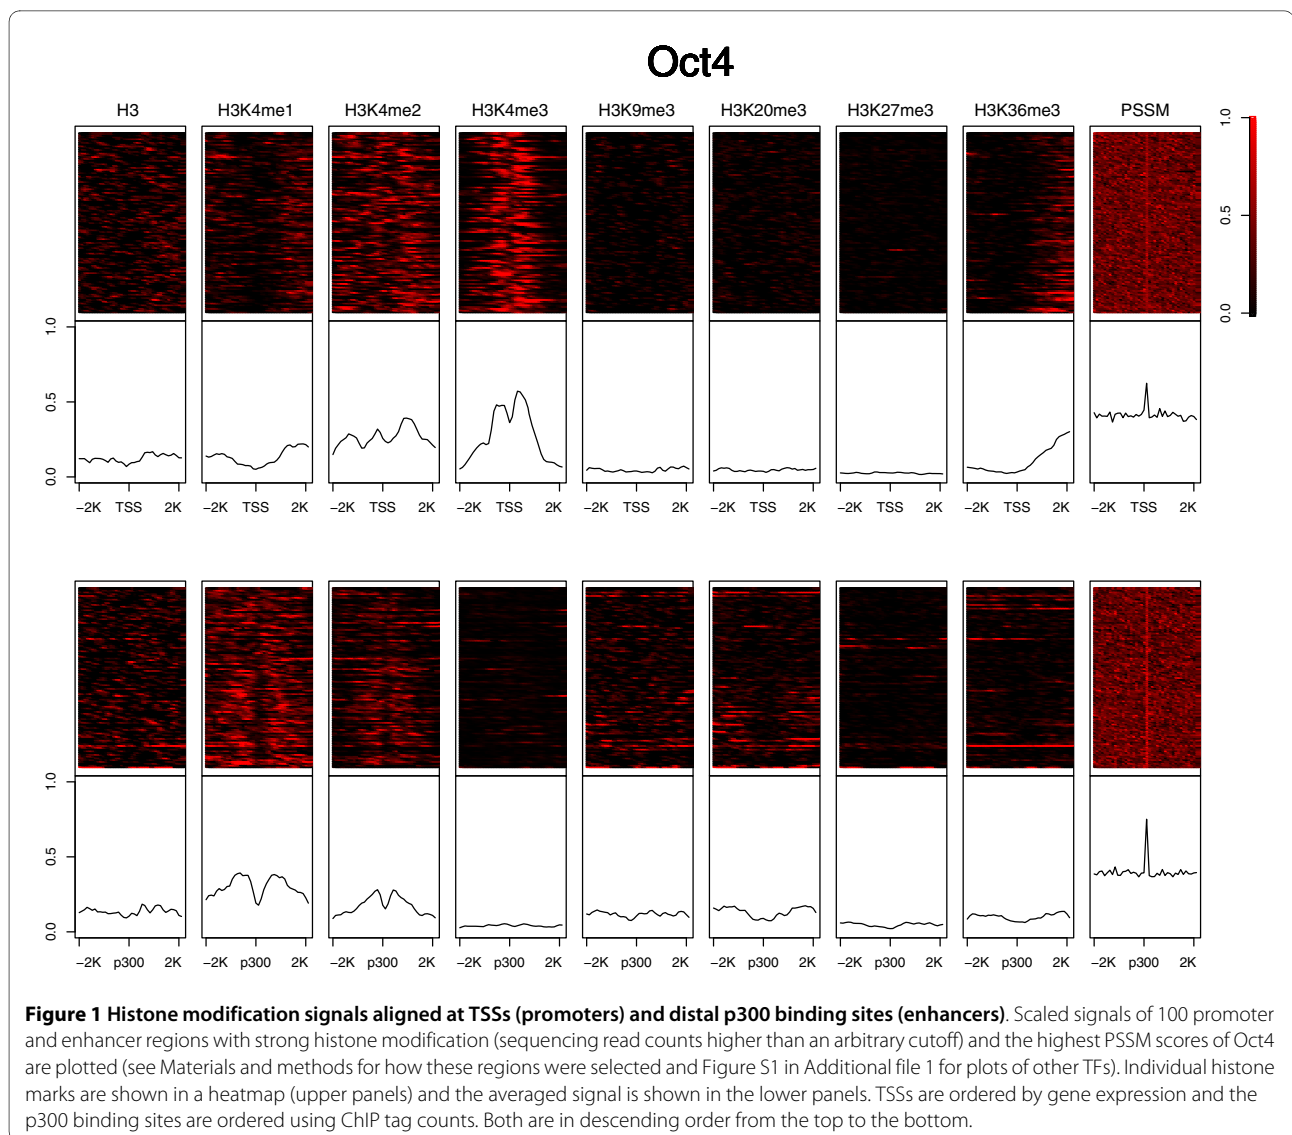 Oct4
H3 H3K4me1 H3K4me2 H3K4me3 H3K9me3 H3K20me3 H3K27me3 H3K36me3 PSSM
1.0
0.5
0.0
1.0
0.5
0.0
−2K TSS 2K −2K TSS 2K −2K TSS 2K −2K TSS 2K −2K TSS 2K −2K TSS 2K −2K TSS 2K −2K TSS 2K −2K TSS 2K
1.0
0.5
0.0
−2K p300 2K −2K p300 2K −2K p300 2K −2K p300 2K −2K p300 2K −2K p300 2K −2K p300 2K −2K p300 2K −2K p300 2K
Figure 1 Histone modification signals aligned at TSSs (promoters) and distal p300 binding sites (enhancers). Scaled signals of 100 promoter
and enhancer regions with strong histone modification (sequencing read counts higher than an arbitrary cutoff) and the highest PSSM scores of Oct4
are plotted (see Materials and methods for how these regions were selected and Figure S1 in Additional file 1 for plots of other TFs). Individual histone
marks are shown in a heatmap (upper panels) and the averaged signal is shown in the lower panels. TSSs are ordered by gene expression and the
p300 binding sites are ordered using ChIP tag counts. Both are in descending order from the top to the bottom.